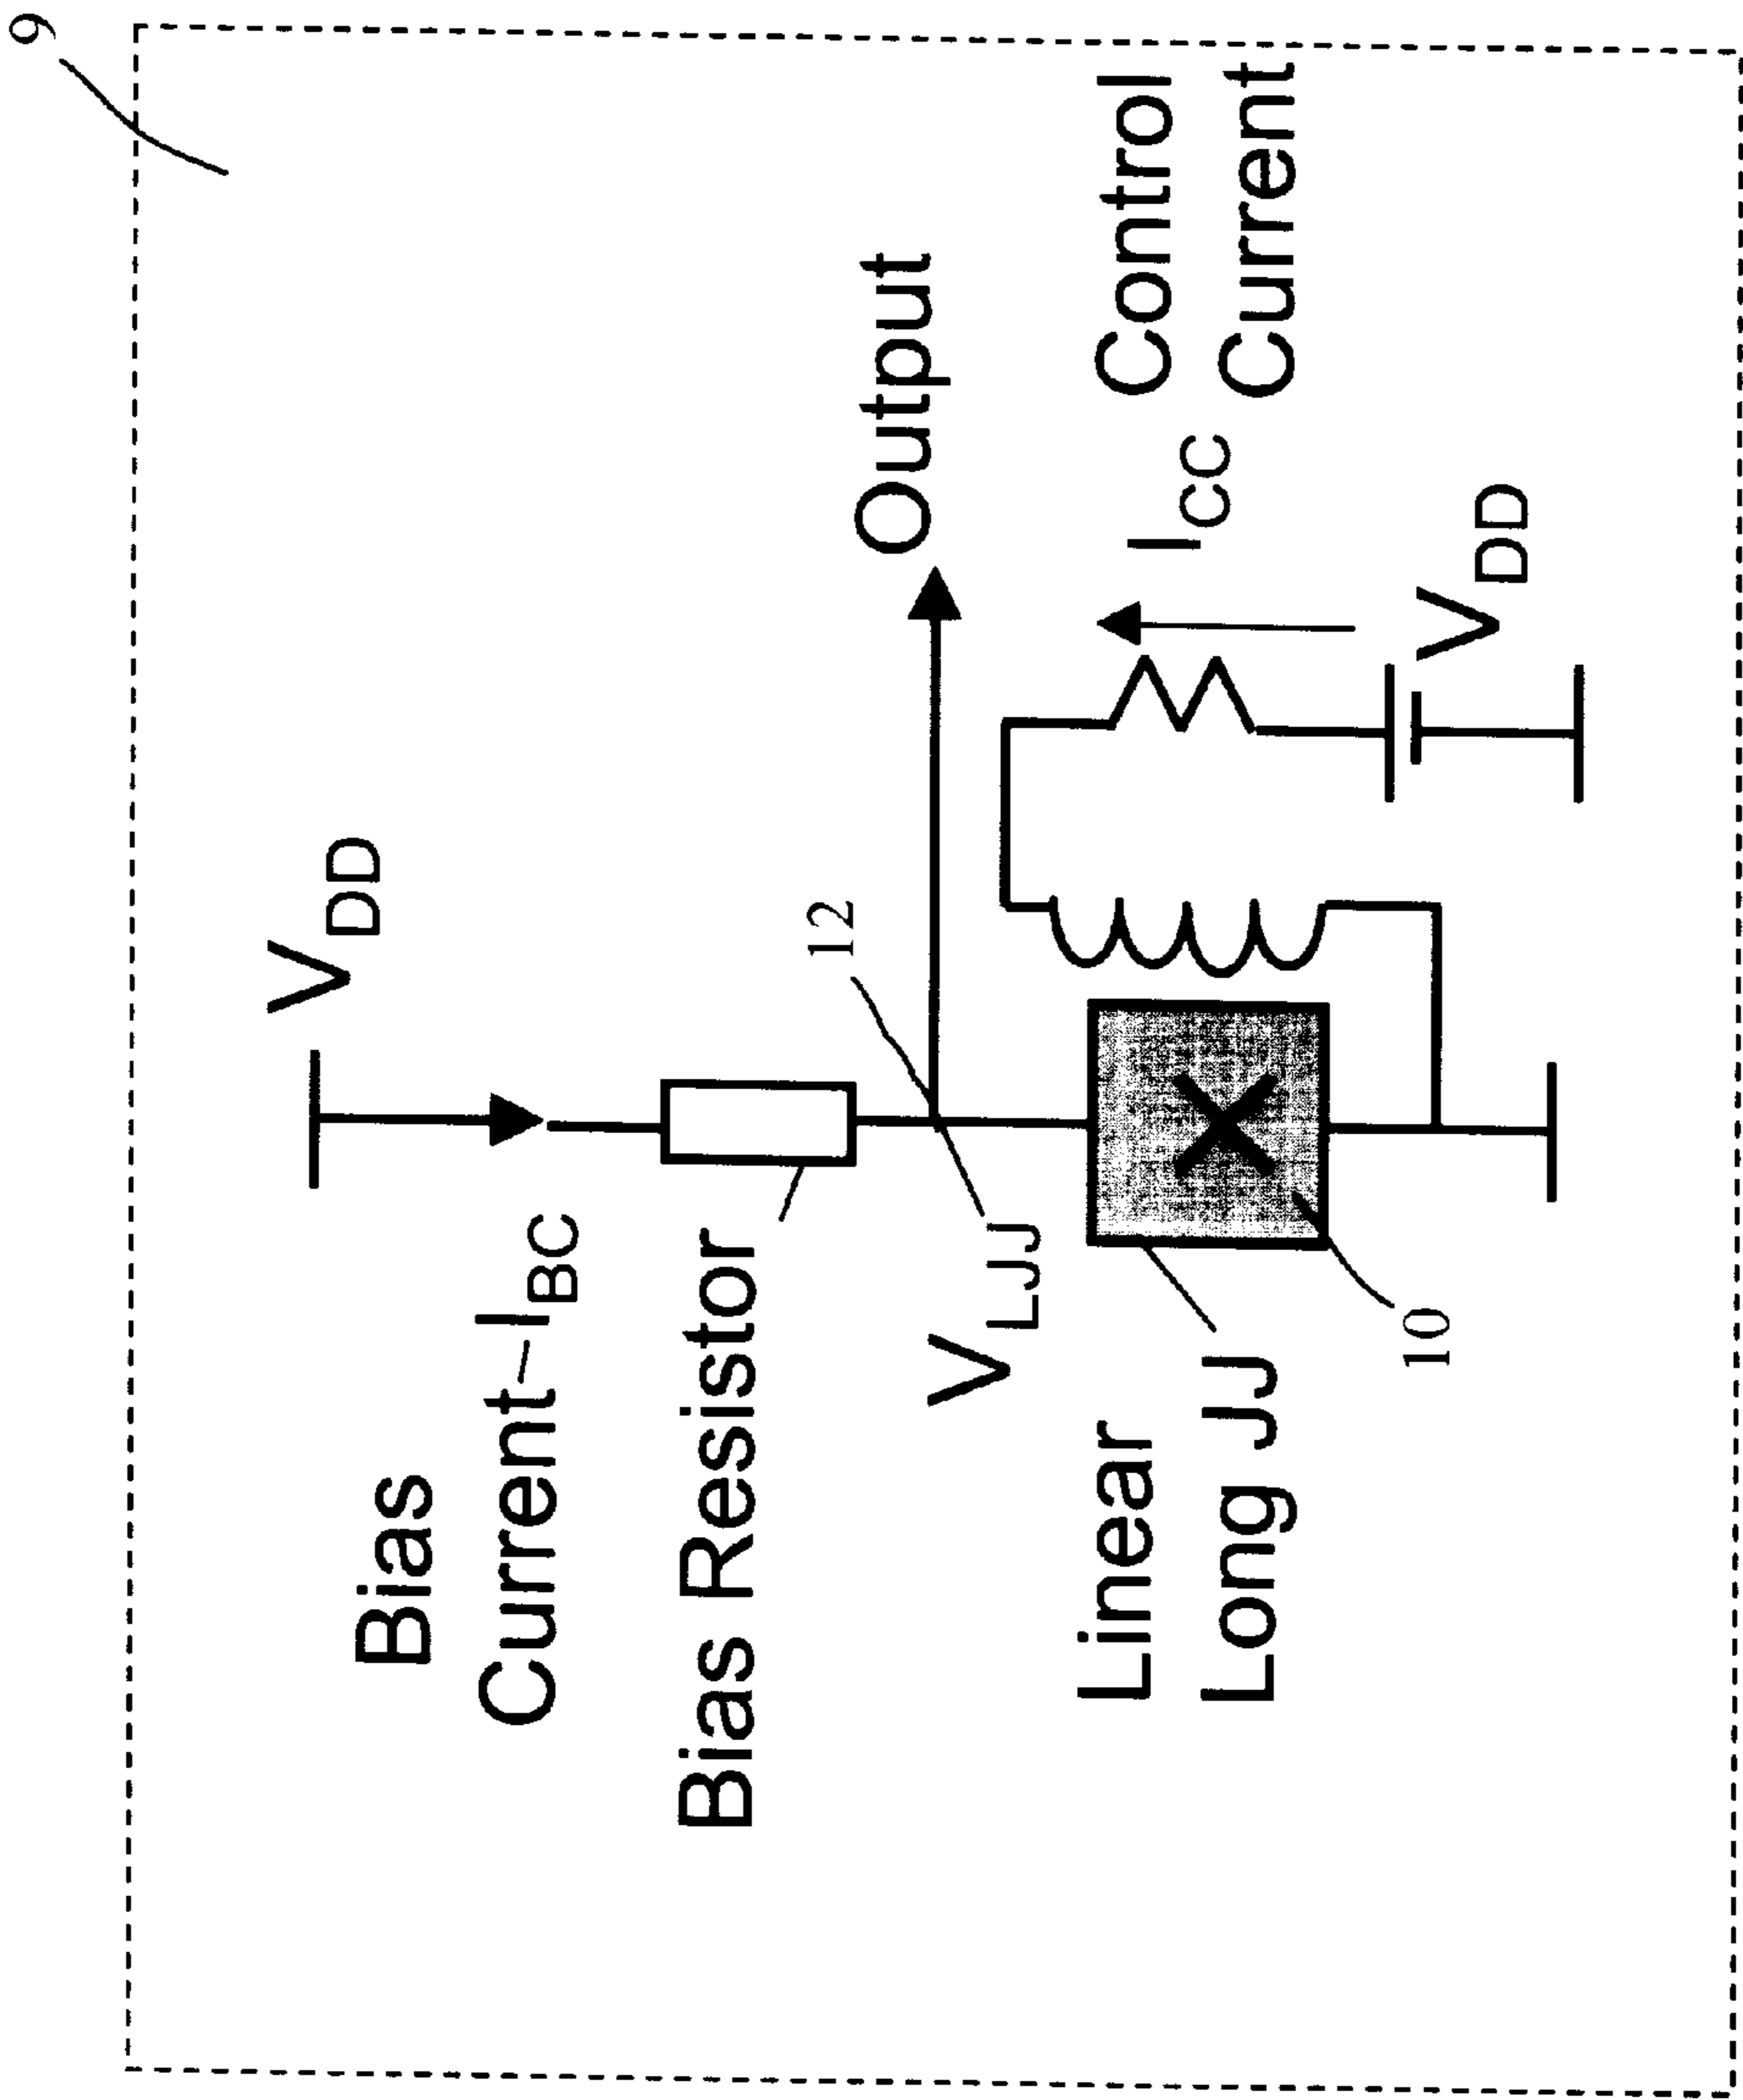 9
V_DD
Bias
Current–I_BC
Bias Resistor
12
Output
V_LJJ
Linear
Long JJ
10
I_CC
Control
Current
V_DD